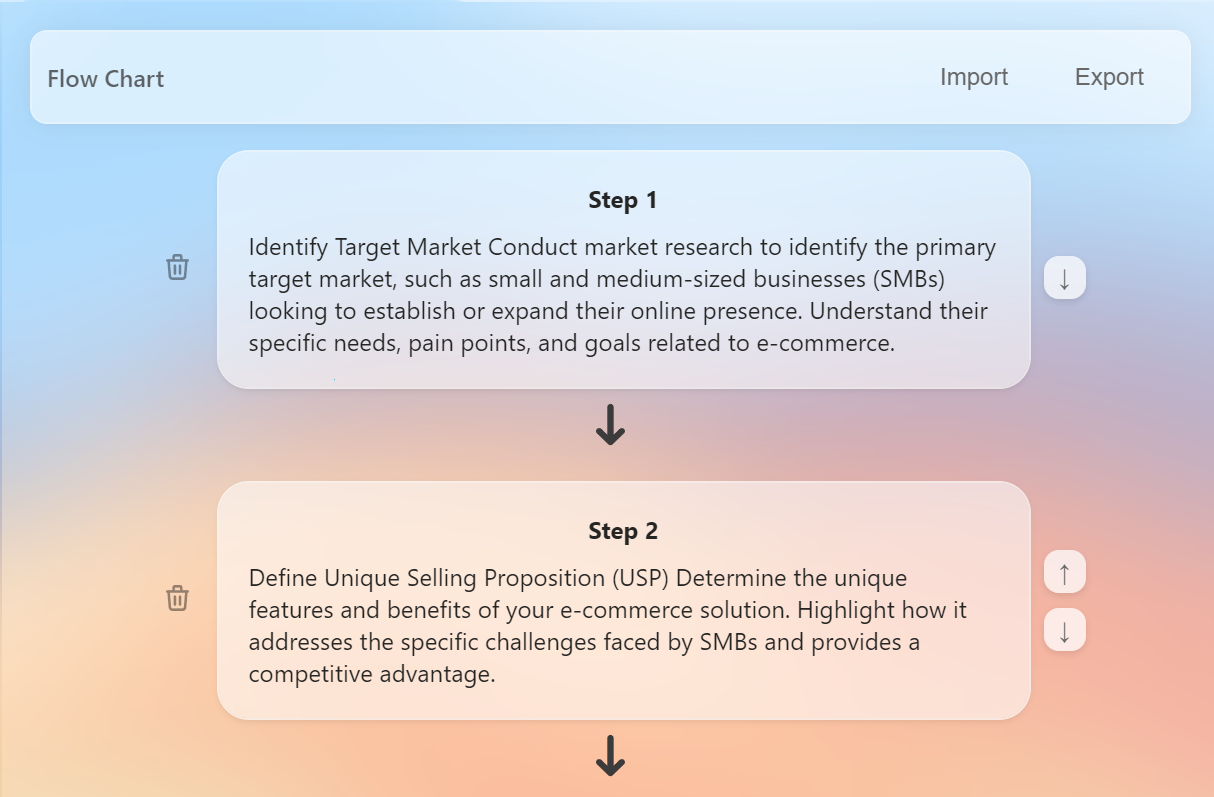 Flow Chart
Import
Export
Step 1
Identify Target Market Conduct market research to identify the primary
target market, such as small and medium-sized businesses (SMBs)
looking to establish or expand their online presence. Understand their
specific needs, pain points, and goals related to e-commerce.
Step 2
Define Unique Selling Proposition (USP) Determine the unique
features and benefits of your e-commerce solution. Highlight how it
addresses the specific challenges faced by SMBs and provides a
competitive advantage.